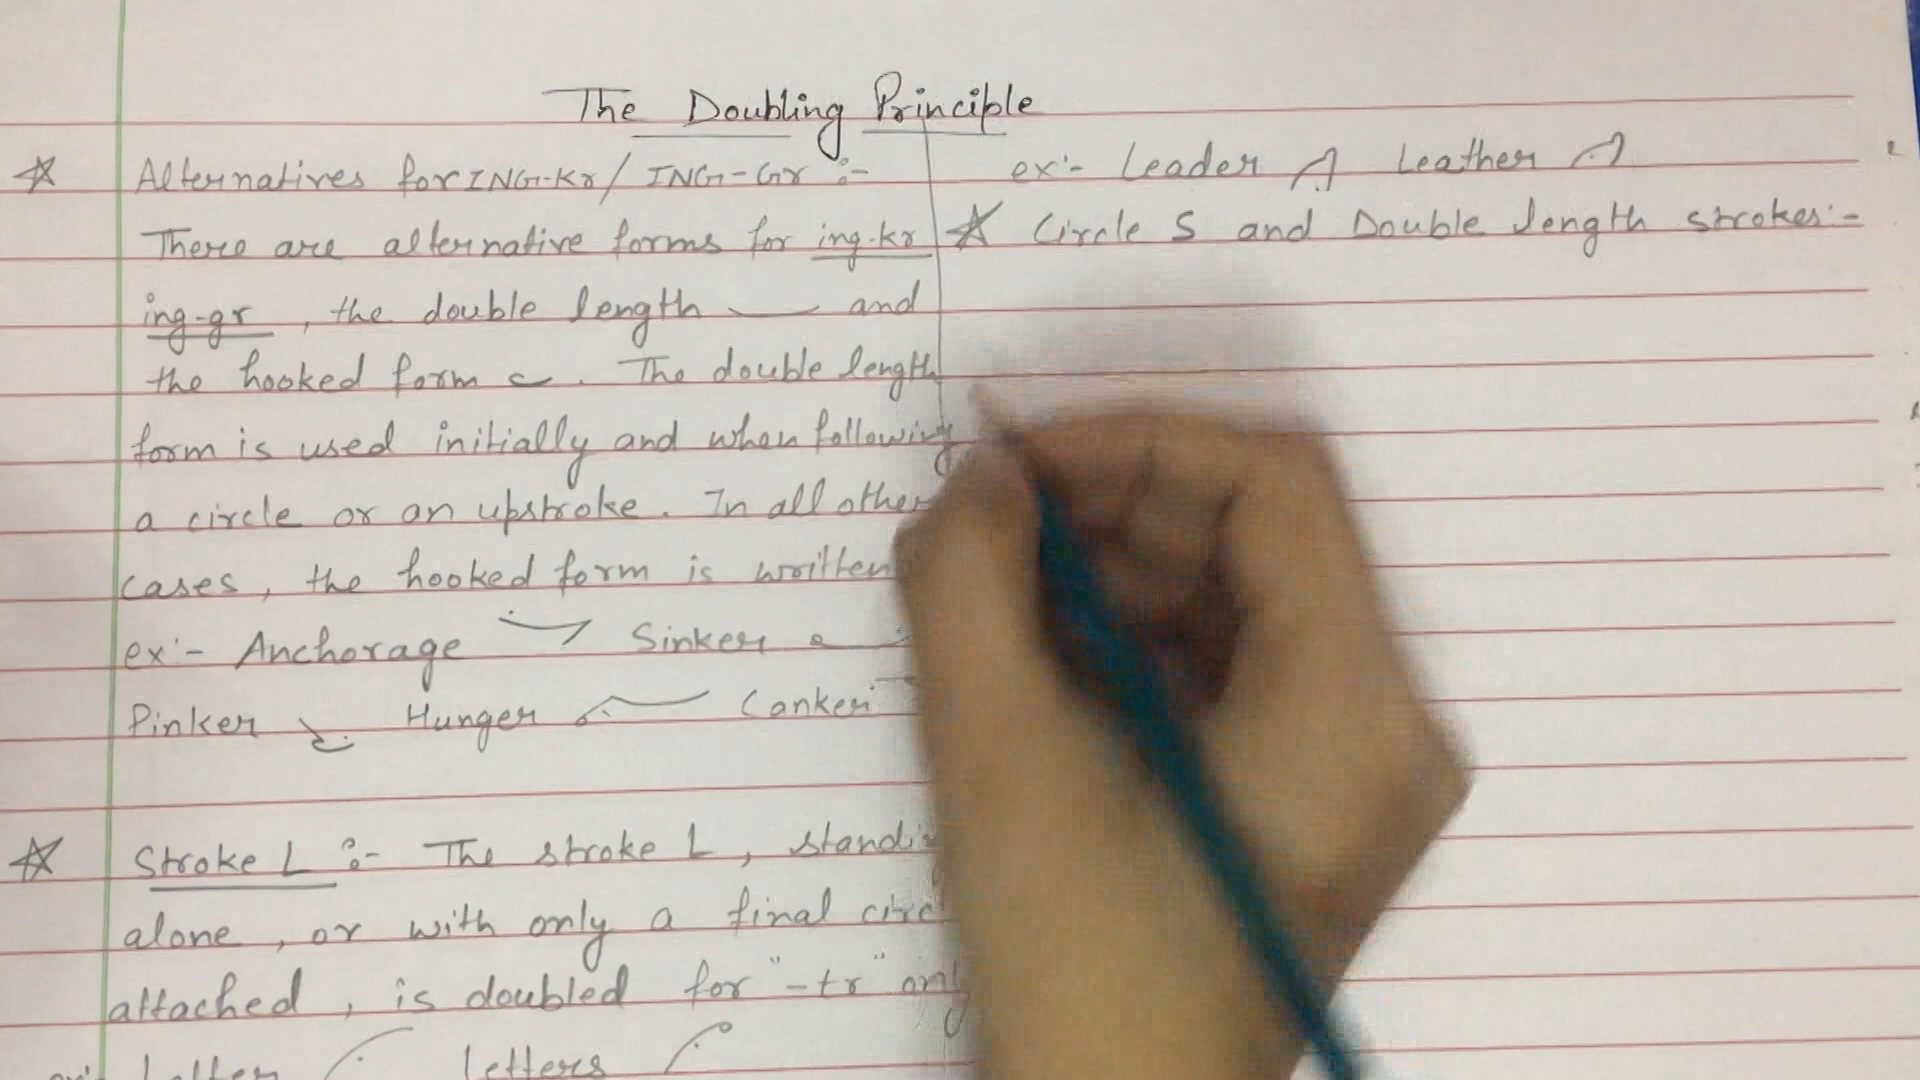 The Doubling Principle
Alternatives for ING-Kr/ ING-Gr :-
There are alternative forms for ing-kr
ing-gr , the double length and
the hooked form . The double length
form is used initially and when following
a circle or an upstroke. In all other
cases, the hooked form is written
ex:- Anchorage Sinker
Pinker Hunger Canker
Stroke L :- The stroke L, standi
alone, or with only a final circ
attached, is doubled for "-tr" only
Letter Letters
ex:- Leader Leather
Circle S and Double length strokes:-